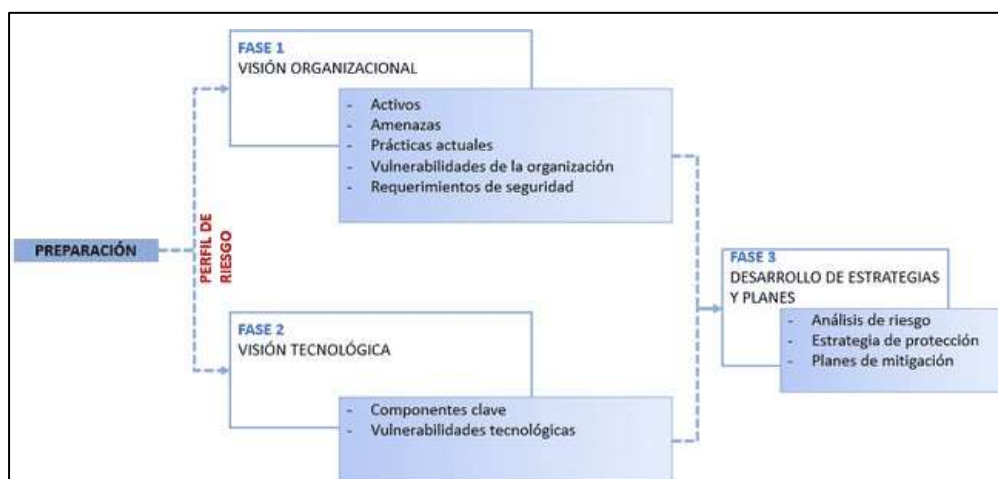 FASE 1
VISIÓN ORGANIZACIONAL
- Activos
- Amenazas
- Prácticas actuales
- Vulnerabilidades de la organización
- Requerimientos de seguridad
PREPARACIÓN
PERFIL DE
RIESGO
FASE 2
VISIÓN TECNOLÓGICA
- Componentes clave
- Vulnerabilidades tecnológicas
FASE 3
DESARROLLO DE ESTRATEGIAS
Y PLANES
- Análisis de riesgo
- Estrategia de protección
- Planes de mitigación